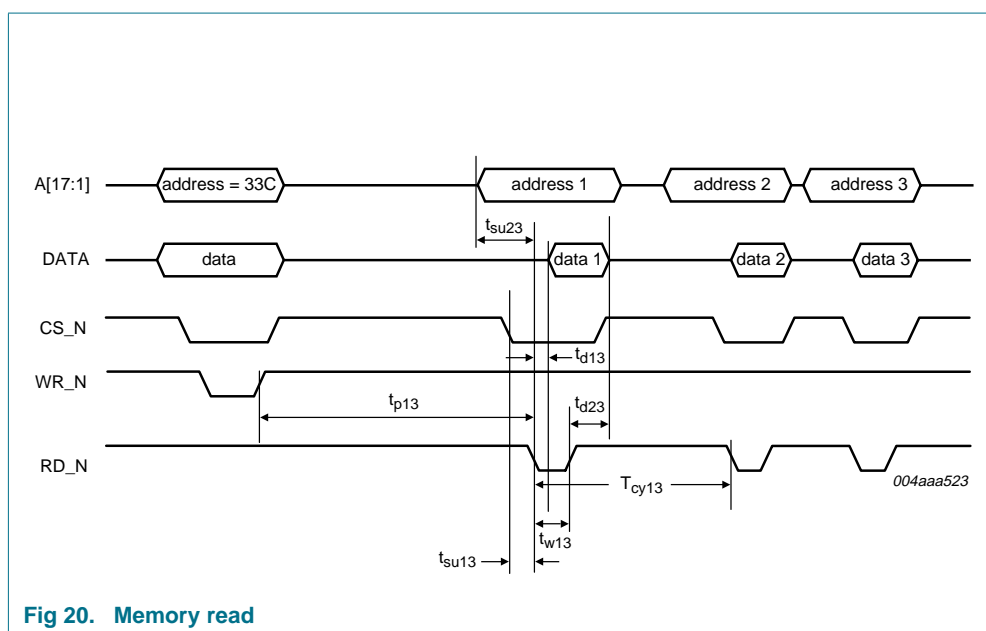 A[17:1] address = 33C address 1 address 2 address 3
tsu23
DATA data data 1 data 2 data 3
CS_N
td13
WR_N
tp13 td23
RD_N
004aaa523
Tcy13
tw13
tsu13
Fig 20. Memory read